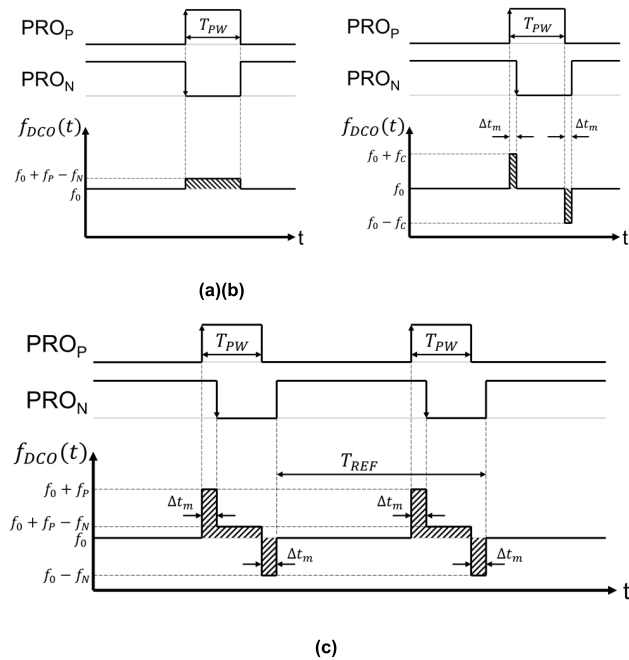 PRO_P
T_PW
PRO_N
f_DCO(t)
f_0 + f_P − f_N
f_0
t
PRO_P
T_PW
PRO_N
f_DCO(t)
Δt_m
Δt_m
f_0 + f_C
f_0
f_0 − f_C
t
(a)(b)
PRO_P
T_PW
T_PW
PRO_N
f_DCO(t)
T_REF
f_0 + f_P
Δt_m
Δt_m
f_0 + f_P − f_N
f_0
Δt_m
Δt_m
f_0 − f_N
t
(c)